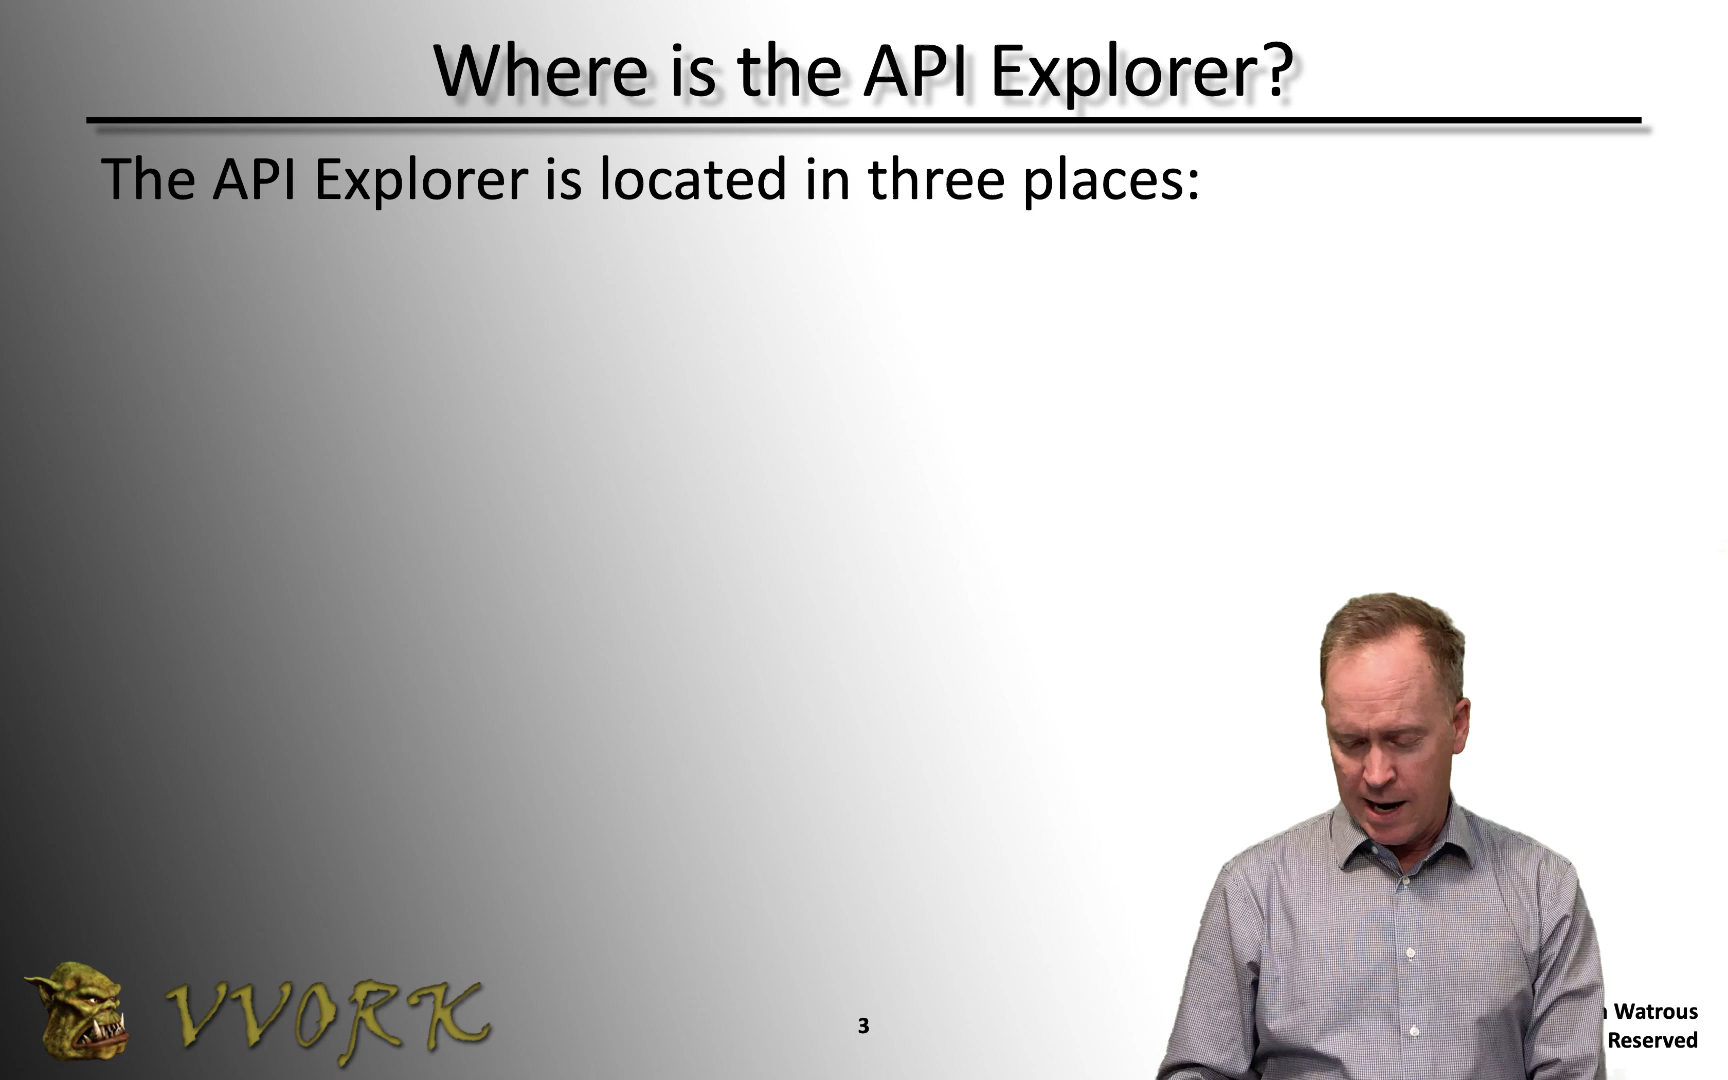 Where is the API Explorer?
The API Explorer is located in three places:
VVORK
3
Watrous
Reserved